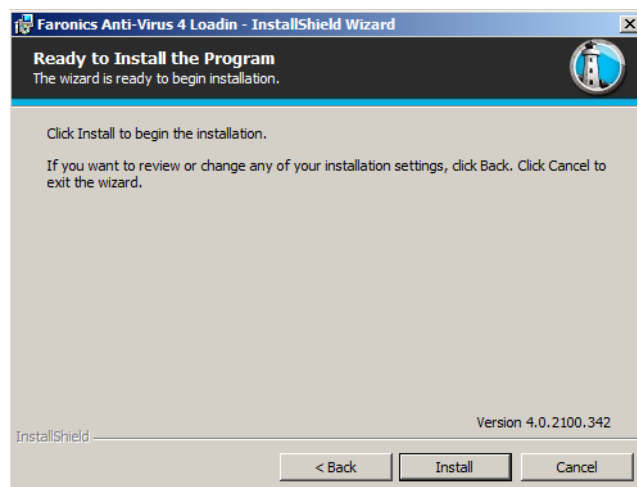 Faronics Anti-Virus 4 Loadin - InstallShield Wizard
Ready to Install the Program
The wizard is ready to begin installation.
Click Install to begin the installation.
If you want to review or change any of your installation settings, click Back. Click Cancel to
exit the wizard.
Version 4.0.2100.342
InstallShield
< Back
Install
Cancel